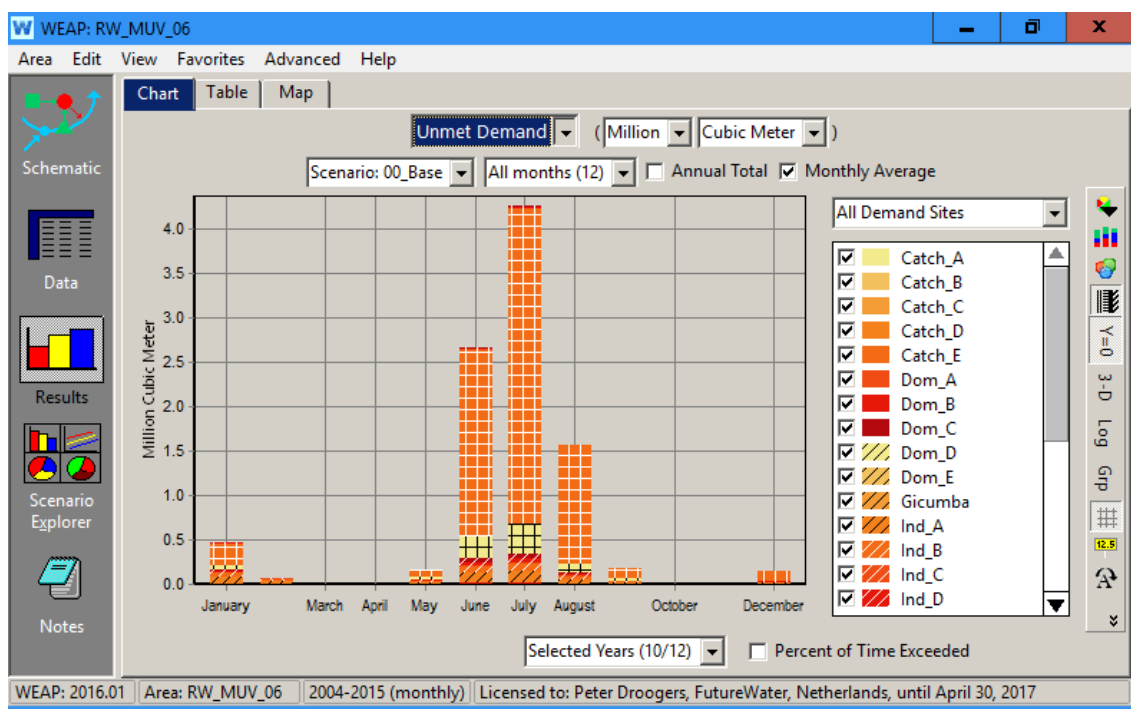 W WEAP: RW_MUV_06
Area Edit View Favorites Advanced Help
Chart Table Map
Unmet Demand ( Million Cubic Meter )
Scenario: 00_Base All months (12) Annual Total Monthly Average
Schematic
Data
Results
Scenario
Explorer
Notes
Million Cubic Meter
4.0
3.5
3.0
2.5
2.0
1.5
1.0
0.5
0.0
January March April May June July August October December
All Demand Sites
Catch_A
Catch_B
Catch_C
Catch_D
Catch_E
Dom_A
Dom_B
Dom_C
Dom_D
Dom_E
Gicumba
Ind_A
Ind_B
Ind_C
Ind_D
Y=0
3-D
Log
Grp
12.5
A
Selected Years (10/12) Percent of Time Exceeded
WEAP: 2016.01 Area: RW_MUV_06 2004-2015 (monthly) Licensed to: Peter Droogers, FutureWater, Netherlands, until April 30, 2017